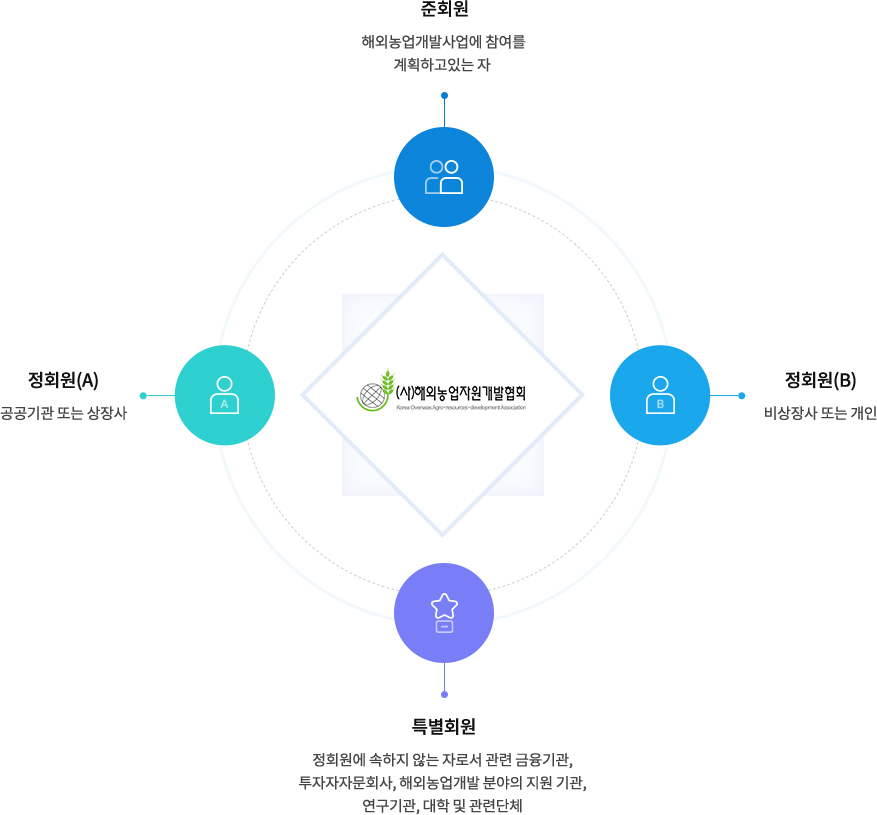 준회원
해외농업개발사업에 참여를
계획하고있는 자
정회원(A)
공공기관 또는 상장사
A
(사)해외농업자원개발협회
Korea Overseas Agro-resources-development Association
B
정회원(B)
비상장사 또는 개인
특별회원
정회원에 속하지 않는 자로서 관련 금융기관,
투자자자문회사, 해외농업개발 분야의 지원 기관,
연구기관, 대학 및 관련단체